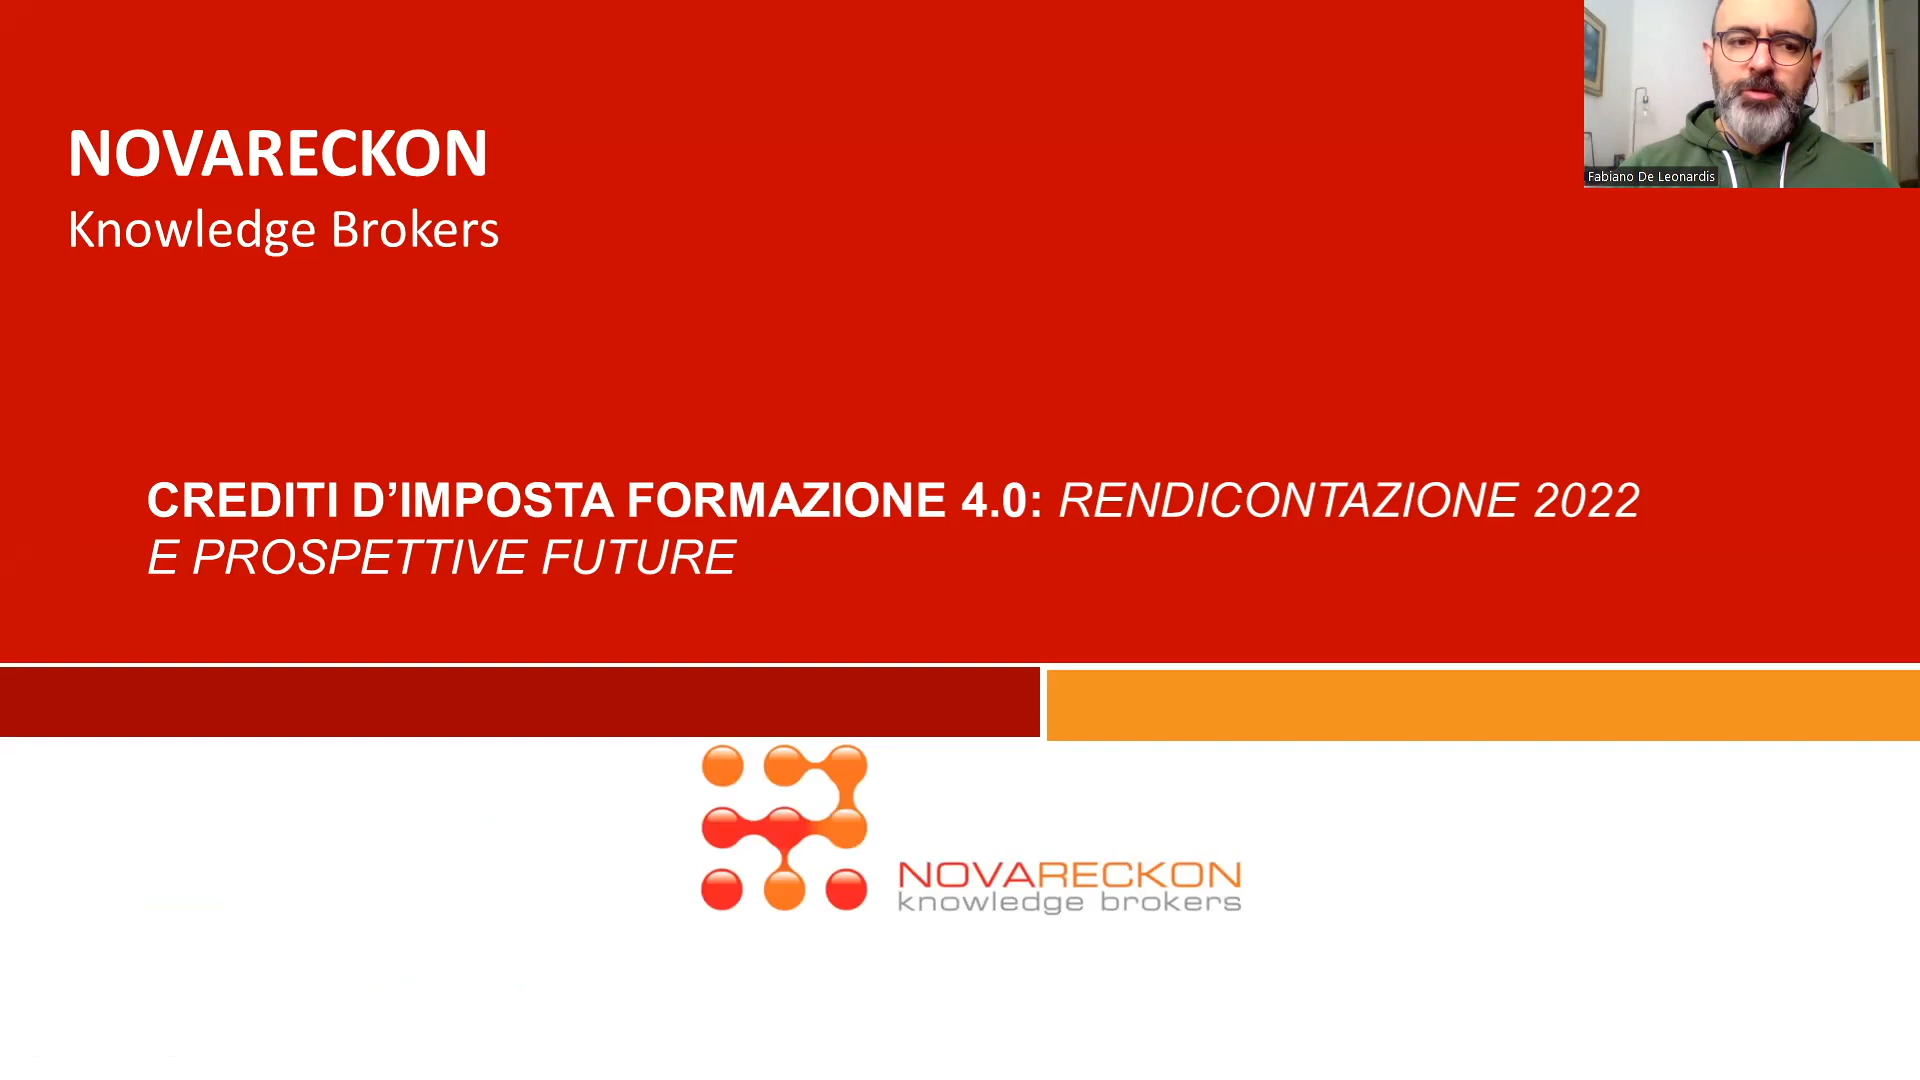 NOVARECKON
Knowledge Brokers
Fabiano De Leonardis
CREDITI D’IMPOSTA FORMAZIONE 4.0: RENDICONTAZIONE 2022
E PROSPETTIVE FUTURE
NOVARECKON
knowledge brokers